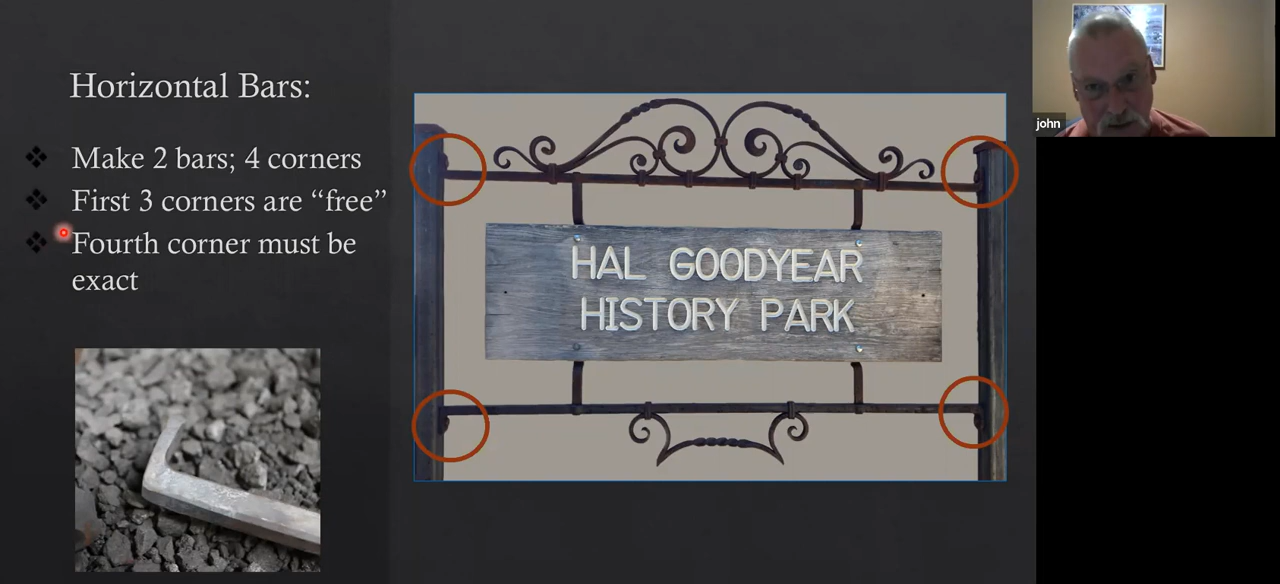 Horizontal Bars:
Make 2 bars; 4 corners
First 3 corners are “free”
Fourth corner must be
exact
HAL GOODYEAR
HISTORY PARK
john